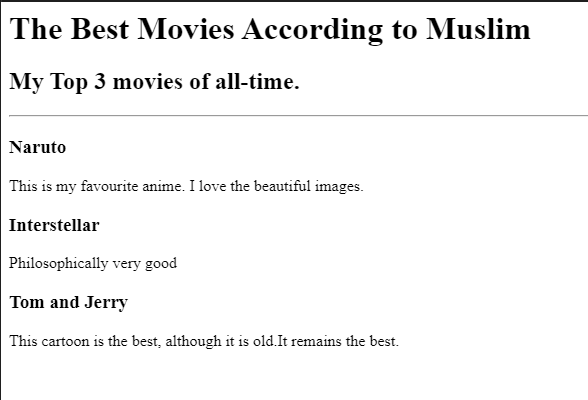 The Best Movies According to Muslim
My Top 3 movies of all-time.
Naruto
This is my favourite anime. I love the beautiful images.
Interstellar
Philosophically very good
Tom and Jerry
This cartoon is the best, although it is old.It remains the best.